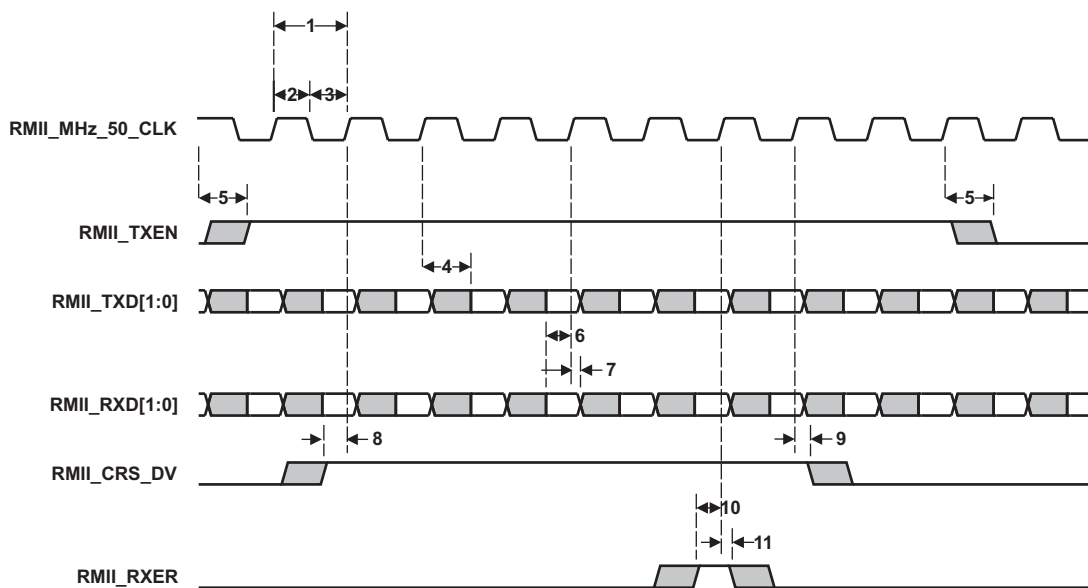 1
2
3
RMII_MHz_50_CLK
5
5
RMII_TXEN
4
RMII_TXD[1:0]
6
7
RMII_RXD[1:0]
8
9
RMII_CRS_DV
10
11
RMII_RXER